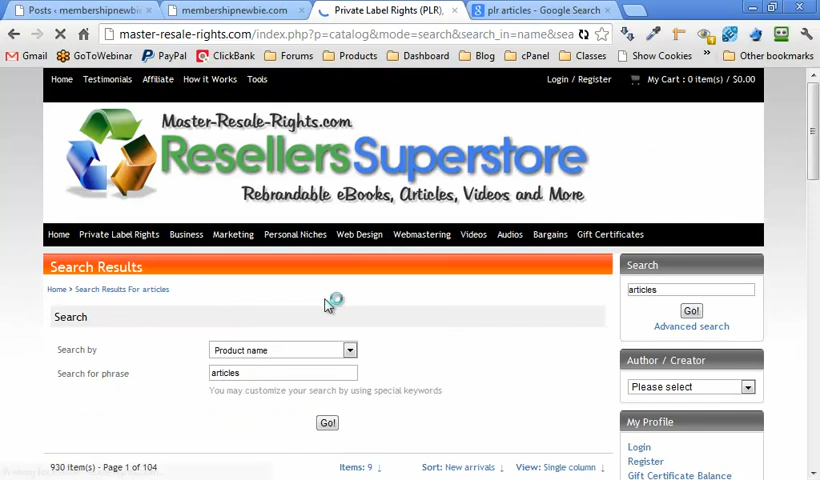 Posts ‹ membershipnewbie.
membershipnewbie.com
Private Label Rights (PLR),
plr articles - Google Search
master-resale-rights.com/index.php?p=catalog&mode=search&search_in=name&sea
Gmail GoToWebinar PayPal ClickBank Forums Products Dashboard Blog cPanel Classes Show Cookies »
Home Testimonials Affiliate How it Works Tools Login / Register My Cart : 0 item(s) / $0.00
Master-Resale-Rights.com
ResellersSuperstore
Rebrandable eBooks, Articles, Videos and More
Home Private Label Rights Business Marketing Personal Niches Web Design Webmastering Videos Audios Bargains Gift Certificates
Search Results
Home › Search Results For articles
Search
Search by Product name
Search for phrase articles
You may customize your search by using special keywords
Go!
930 item(s) - Page 1 of 104 Items: 9 ↓ Sort: New arrivals ↓ View: Single column ↓
Search
articles
Go!
Advanced search
Author / Creator
Please select
My Profile
Login
Register
Gift Certificate Balance